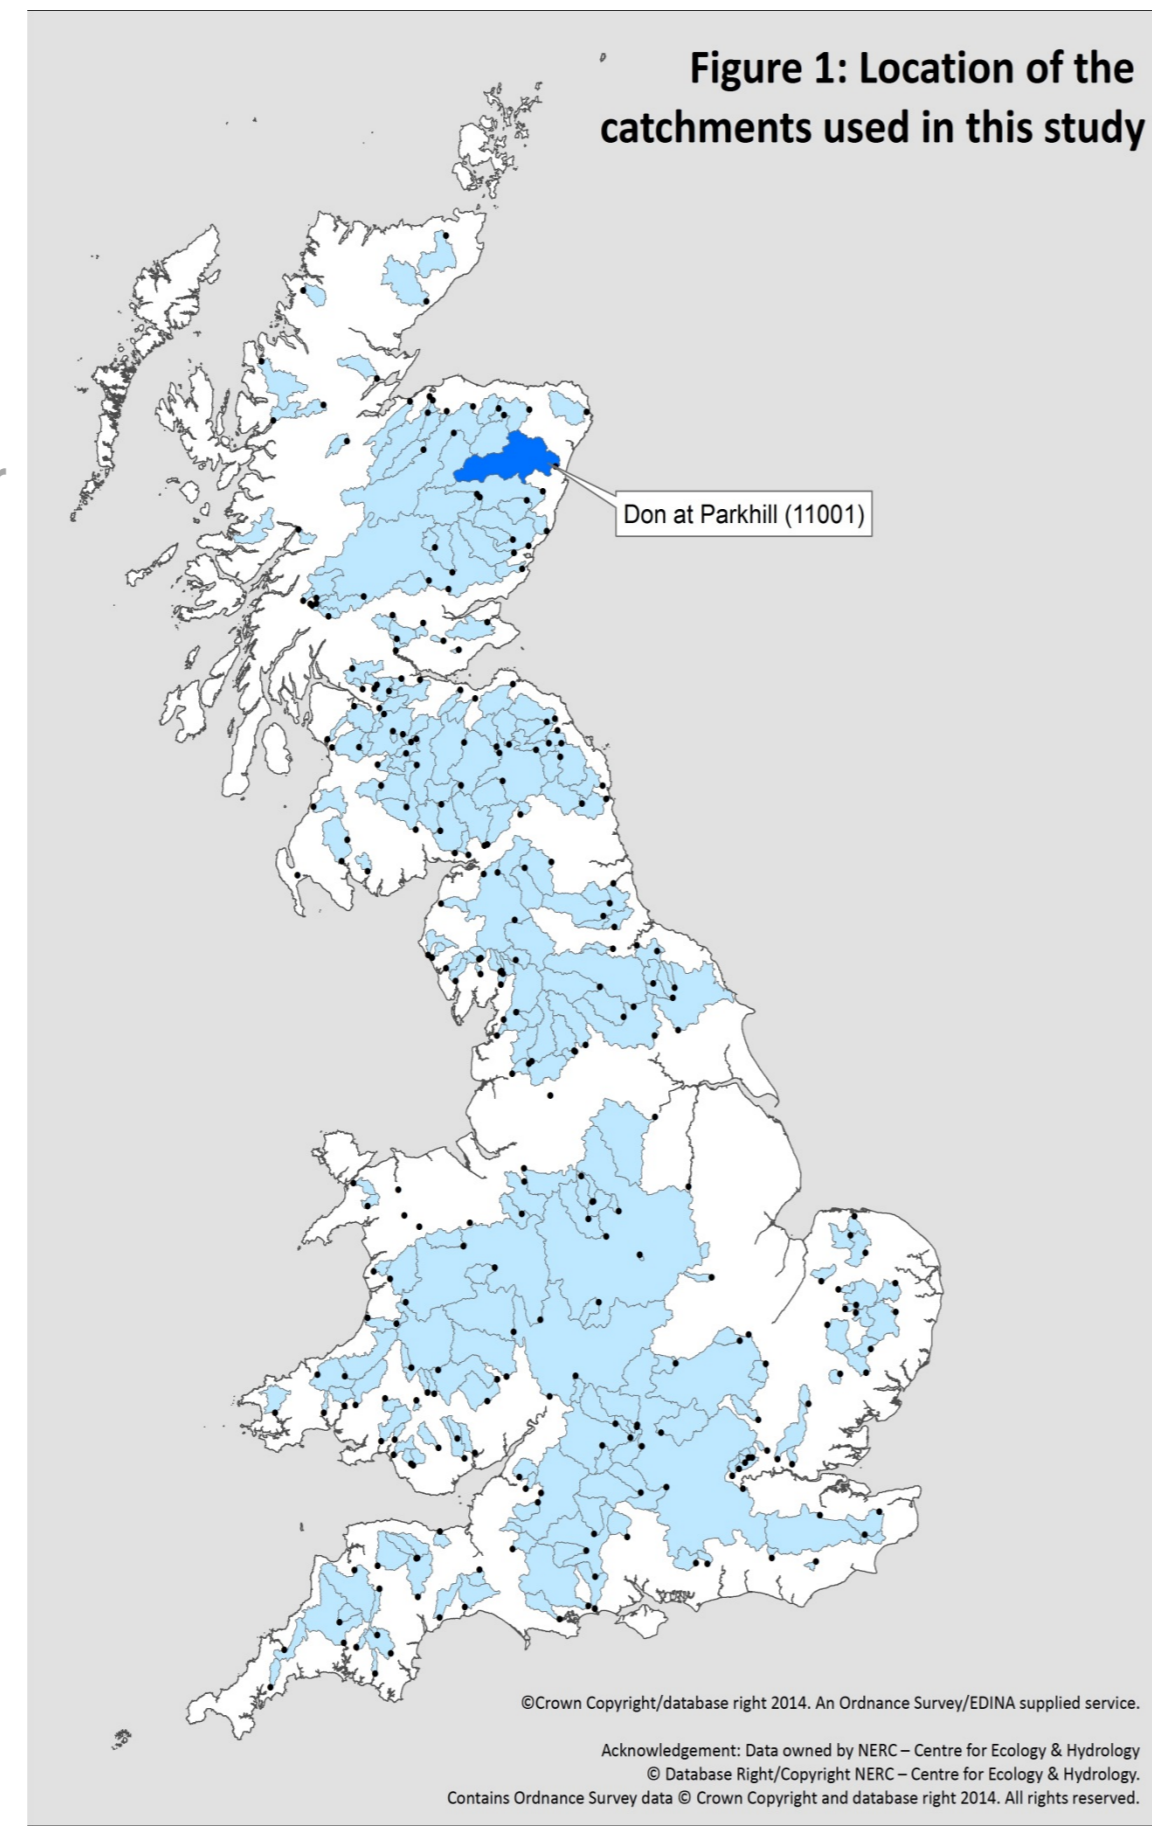 Figure 1: Location of the
catchments used in this study
Don at Parkhill (11001)
©Crown Copyright/database right 2014. An Ordnance Survey/EDINA supplied service.
Acknowledgement: Data owned by NERC – Centre for Ecology & Hydrology
© Database Right/Copyright NERC – Centre for Ecology & Hydrology.
Contains Ordnance Survey data © Crown Copyright and database right 2014. All rights reserved.